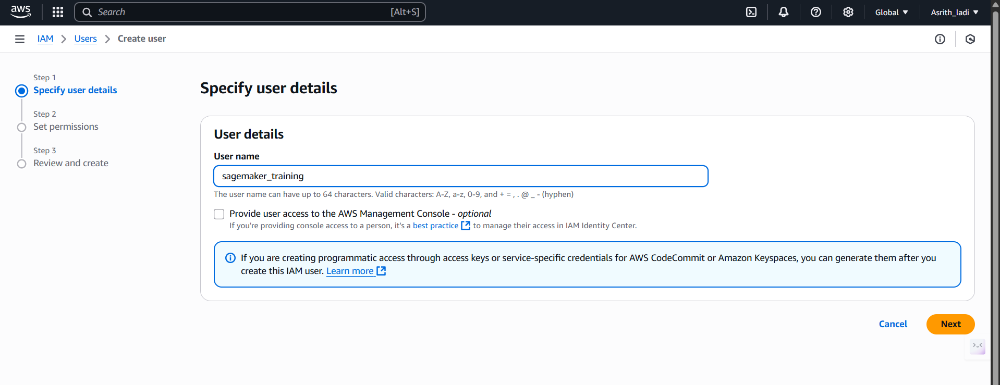 aws
Search [Alt+S]
Global
Asrith_ladi
IAM > Users > Create user
Step 1
Specify user details
Step 2
Set permissions
Step 3
Review and create
Specify user details
User details
User name
sagemaker_training
The user name can have up to 64 characters. Valid characters: A-Z, a-z, 0-9, and + = , . @ _ - (hyphen)
Provide user access to the AWS Management Console - optional
If you're providing console access to a person, it's a best practice to manage their access in IAM Identity Center.
If you are creating programmatic access through access keys or service-specific credentials for AWS CodeCommit or Amazon Keyspaces, you can generate them after you
create this IAM user. Learn more
Cancel
Next